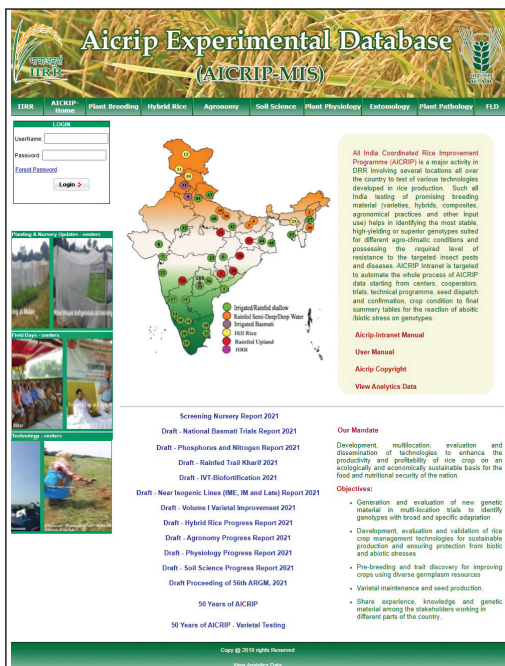 Aicrip Experimental Database
(AICRIP-MIS)
IIRR
IIRR
AICRIP-
Home
Plant Breeding
Hybrid Rice
Agronomy
Soil Science
Plant Physiology
Entomology
Plant Pathology
FLD
LOGIN
UserName:
Password:
Forgot Password
Login
Planting & Nursery Updates - centers
Field Days - centers
Technology - centers
Irrigated/Rainfed shallow
Rainfed Semi-Deep/Deep Water
Irrigated Basmati
Hill Rice
Rainfed Upland
IIRR
All India Coordinated Rice Improvement
Programme (AICRIP) is a major activity in
DRR involving several locations all over
the country to test of various technologies
developed in rice production. Such all
India testing of promising breeding
material (varieties, hybrids, composites,
agronomical practices and other input
use) helps in identifying the most stable,
high-yielding or superior genotypes suited
for different agro-climatic conditions and
possessing the required level of
resistance to the targeted insect pests
and diseases. AICRIP Intranet is targeted
to automate the whole process of AICRIP
data starting from centers, cooperators,
trials, technical programme, seed dispatch
and confirmation, crop condition to final
summery tables for the reaction of aboitic
/biotic stress on genotypes.
Aicrip-Intranet Manual
User Manual
Aicrip Copyright
View Analytics Data
Screening Nursery Report 2021
Draft - National Basmati Trials Report 2021
Draft - Phosphorus and Nitrogen Report 2021
Draft - Rainfed Trail Kharif 2021
Draft - IVT-Biofortification 2021
Draft - Near Isogenic Lines (IME, IM and Late) Report 2021
Draft - Volume I Varietal Improvement 2021
Draft - Hybrid Rice Progress Report 2021
Draft - Agronomy Progress Report 2021
Draft - Physiology Progress Report 2021
Draft - Soil Science Progress Report 2021
Draft Proceeding of 56th ARGM, 2021
50 Years of AICRIP
50 Years of AICRIP - Varietal Testing
Our Mandate
Development, multilocation, evaluation and
dissemination of technologies to enhance the
productivity and profitability of rice crop on an
ecologically and economically sustainable basis for the
food and nutritional security of the nation.
Objectives:
Generation and evaluation of new genetic
material in multi-location trials to identify
genotypes with broad and specific adaptation
Development, evaluation and validation of rice
crop management technologies for sustainable
production and ensuring protection from biotic
and abiotic stresses
Pre-breeding and trait discovery for improving
crops using diverse germplasm resources
Varietal maintenance and seed production.
Share experience, knowledge and genetic
material among the stakeholders working in
different parts of the country.
Copy @ 2019 rights Reserved
View Analytics Data